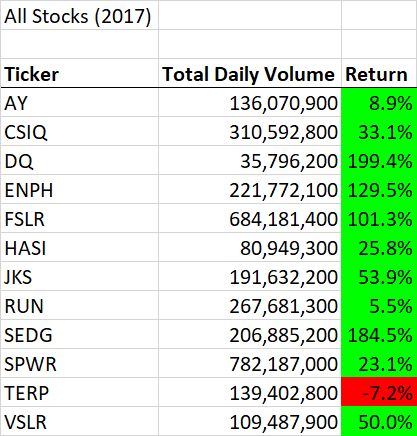 All Stocks (2017)
Ticker Total Daily Volume Return
AY 136,070,900 8.9%
CSIQ 310,592,800 33.1%
DQ 35,796,200 199.4%
ENPH 221,772,100 129.5%
FSLR 684,181,400 101.3%
HASI 80,949,300 25.8%
JKS 191,632,200 53.9%
RUN 267,681,300 5.5%
SEDG 206,885,200 184.5%
SPWR 782,187,000 23.1%
TERP 139,402,800 -7.2%
VSLR 109,487,900 50.0%